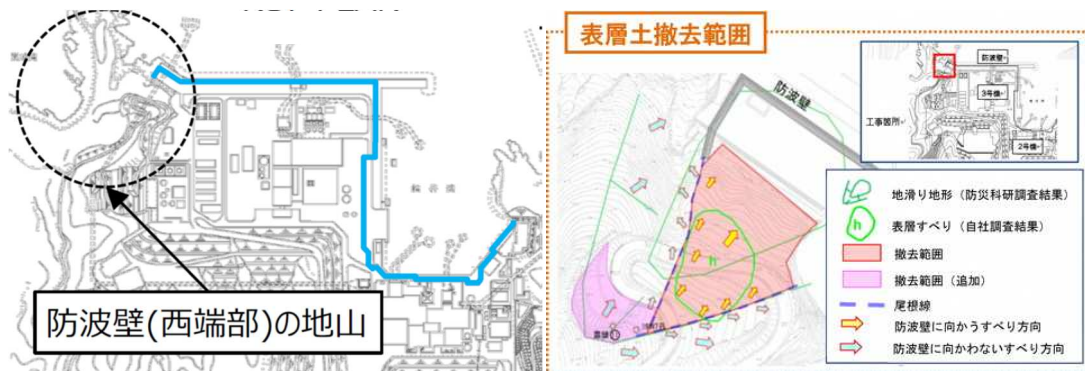 防波壁(西端部)の地山
表層土撤去範囲
防波壁
防波壁
3号機
工事箇所
2号機
h
地滑り地形（防災科研調査結果）
h
表層すべり（自社調査結果）
撤去範囲
撤去範囲（追加）
尾根線
防波壁に向かうすべり方向
防波壁に向かわないすべり方向